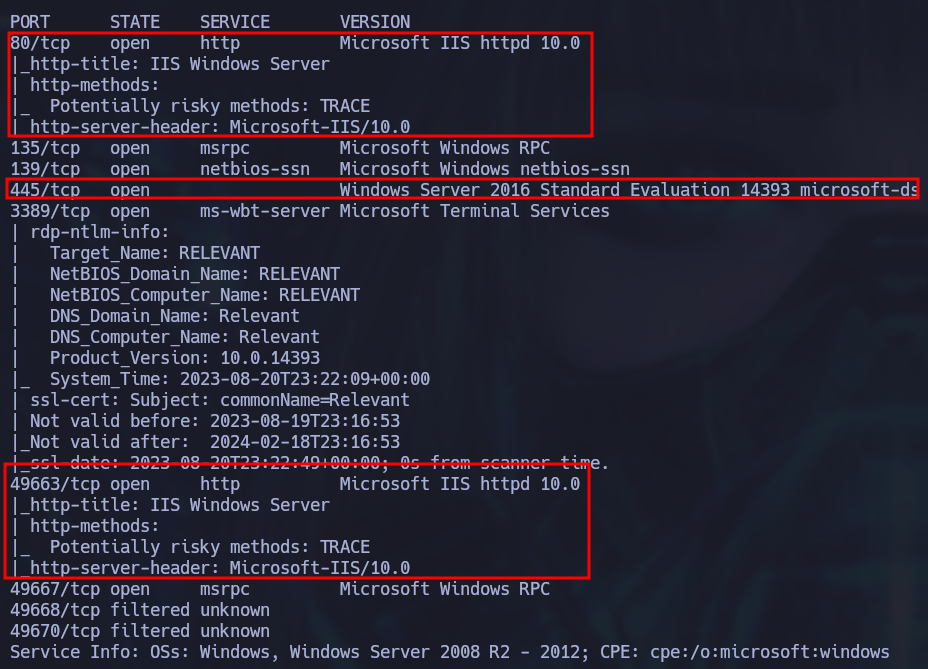 PORT      STATE    SERVICE       VERSION
80/tcp    open     http          Microsoft IIS httpd 10.0
|_http-title: IIS Windows Server
| http-methods:
|_  Potentially risky methods: TRACE
| http-server-header: Microsoft-IIS/10.0
135/tcp   open     msrpc         Microsoft Windows RPC
139/tcp   open     netbios-ssn   Microsoft Windows netbios-ssn
445/tcp   open                   Windows Server 2016 Standard Evaluation 14393 microsoft-ds
3389/tcp  open     ms-wbt-server Microsoft Terminal Services
| rdp-ntlm-info:
|   Target_Name: RELEVANT
|   NetBIOS_Domain_Name: RELEVANT
|   NetBIOS_Computer_Name: RELEVANT
|   DNS_Domain_Name: Relevant
|   DNS_Computer_Name: Relevant
|   Product_Version: 10.0.14393
|_  System_Time: 2023-08-20T23:22:09+00:00
| ssl-cert: Subject: commonName=Relevant
| Not valid before: 2023-08-19T23:16:53
|_Not valid after:  2024-02-18T23:16:53
|_ssl-date: 2023-08-20T23:22:49+00:00; 0s from scanner time.
49663/tcp open     http          Microsoft IIS httpd 10.0
|_http-title: IIS Windows Server
| http-methods:
|_  Potentially risky methods: TRACE
|_http-server-header: Microsoft-IIS/10.0
49667/tcp open     msrpc         Microsoft Windows RPC
49668/tcp filtered unknown
49670/tcp filtered unknown
Service Info: OSs: Windows, Windows Server 2008 R2 - 2012; CPE: cpe:/o:microsoft:windows